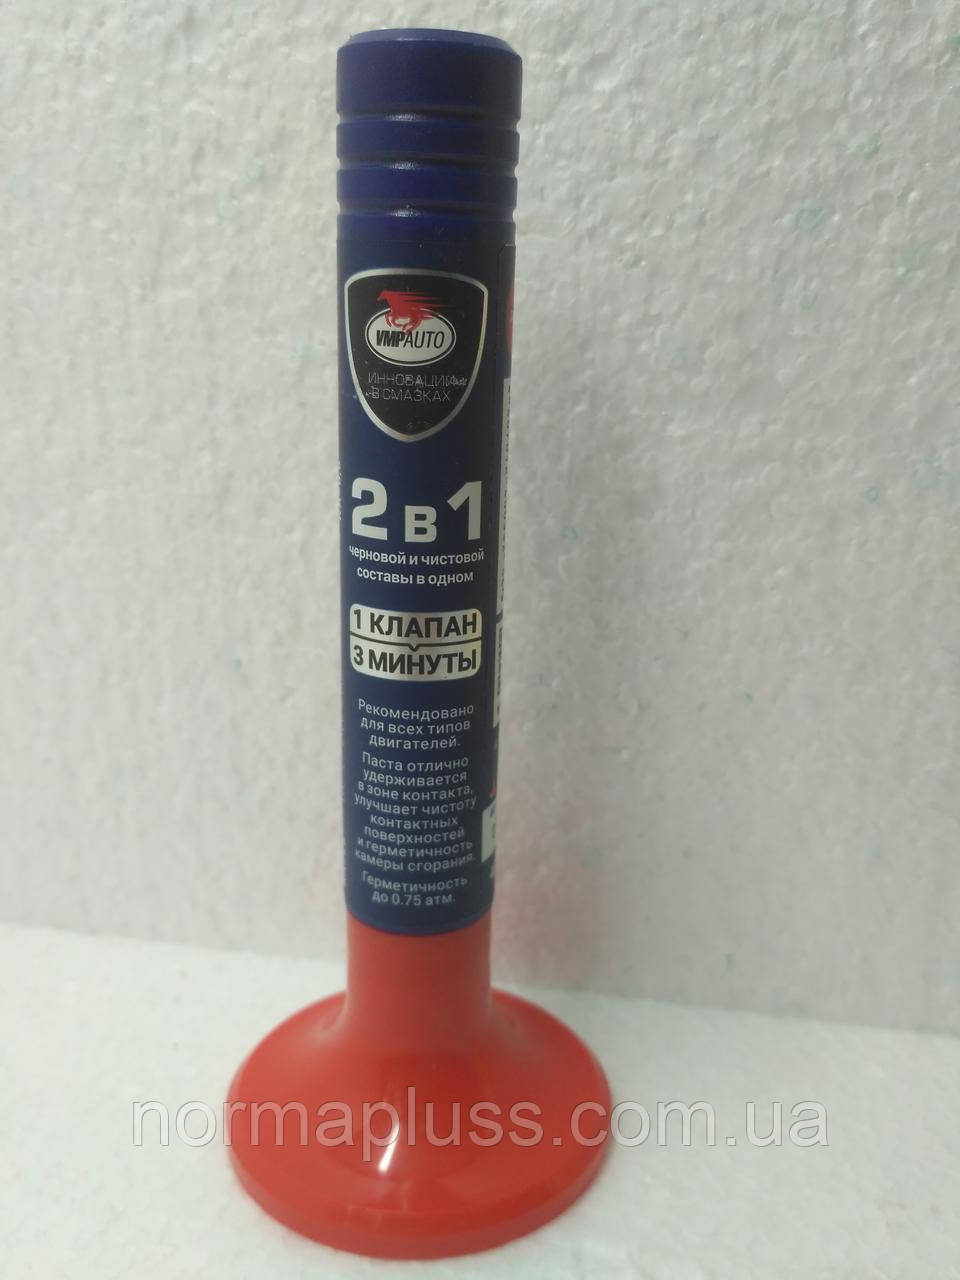 VMPAUTO
ИННОВАЦИИ
В СМАЗКАХ
2 в 1
черновой и чистовой
составы в одном
1 КЛАПАН
3 МИНУТЫ
Рекомендовано
для всех типов
двигателей.
Паста отлично
удерживается
в зоне контакта,
улучшает чистоту
контактных
поверхностей
и герметичность
камеры сгорания.
Герметичность
до 0.75 атм.
normapluss.com.ua